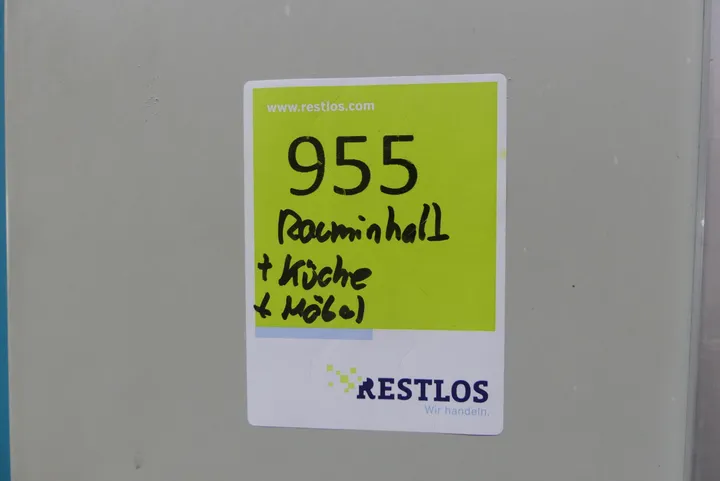 www.restlos.com
955
Rauminhalt
+ Küche
+ Möbel
RESTLOS
Wir handeln.